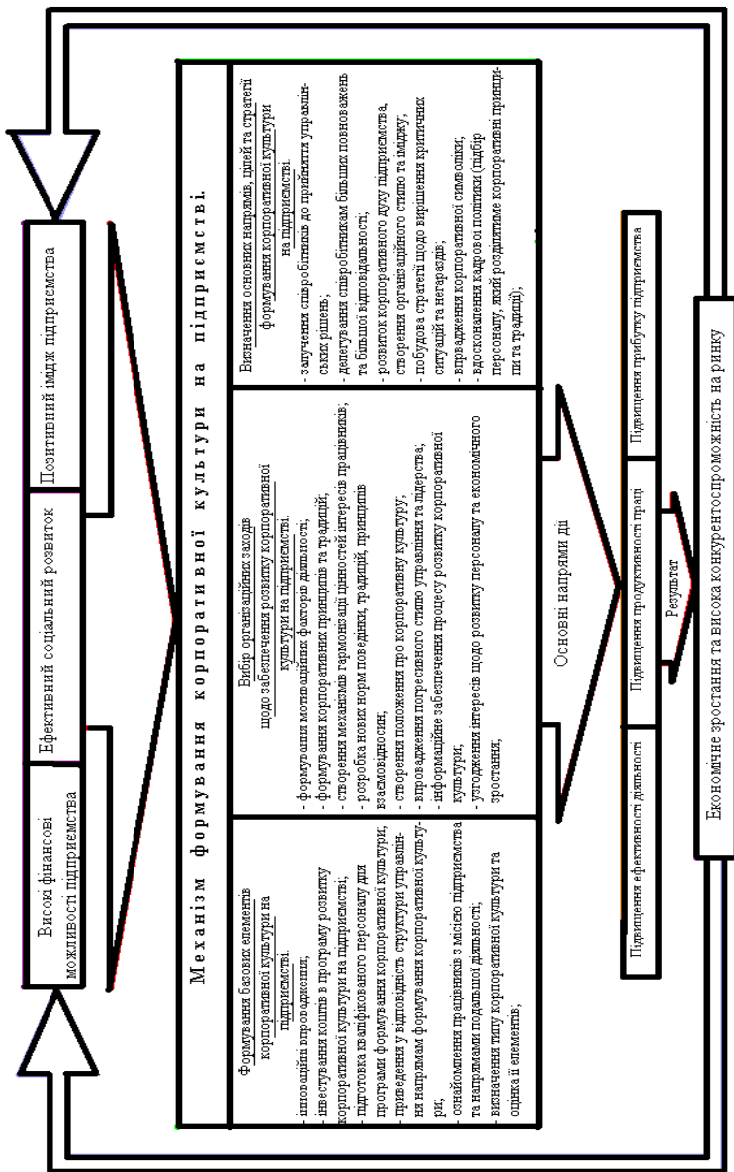 Високі фінансові
можливості підприємства
Ефективний соціальний розвиток
Позитивний імідж підприємства
Механізм формування корпоративної культури на підприємстві.
Формування базових елементів
корпоративної культури на
підприємстві.
- інноваційні впровадження;
- інвестування коштів в програму розвитку
корпоративної культури на підприємстві;
- підготовка кваліфікованого персоналу для
програми формування корпоративної культури;
- приведення у відповідність структури управлін-
ня напрямам формування корпоративної культу-
ри;
- ознайомлення працівників з місією підприємства
та напрямами подальшої діяльності;
- визначення типу корпоративної культури та
оцінка її елементів;
Вибір організаційних заходів
щодо забезпечення розвитку корпоративної
культури на підприємстві.
- формування мотиваційних факторів діяльності;
- формування корпоративних принципів та традицій;
- створення механізмів гармонізації цінностей інтересів працівників;
- розробка нових норм поведінки, традицій, принципів
взаємовідносин;
- створення положення про корпоративну культуру;
- впровадження погресивного стилю управління та лідерства;
- інформаційне забезпечення процесу розвитку корпоративної
культури;
- узгодження інтересів щодо розвитку персоналу та економічного
зростання;
Визначення основних напрямів, цілей та стратегії
формування корпоративної культури
на підприємстві.
- залучення співробітників до прийняття управлін-
ських рішень;
- делегування співробітникам більших повноважень
та більшої відповідальності;
- розвиток корпоративного духу підприємства,
створення організаційного стилю та іміджу;
- побудова стратегії щодо вирішення критичних
ситуацій та негараздів;
- впрвадження корпоративної символіки;
- вдосконалення кадрової політики (підбір
персоналу, який розділятиме корпоративні принци-
пи та традиції);
Основні напрями дії
Підвищення ефективності діяльності
Підвищення продуктивності праці
Підвищення прибутку підприємства
Результат
Економічне зростання та висока конкурентоспроможність на ринку